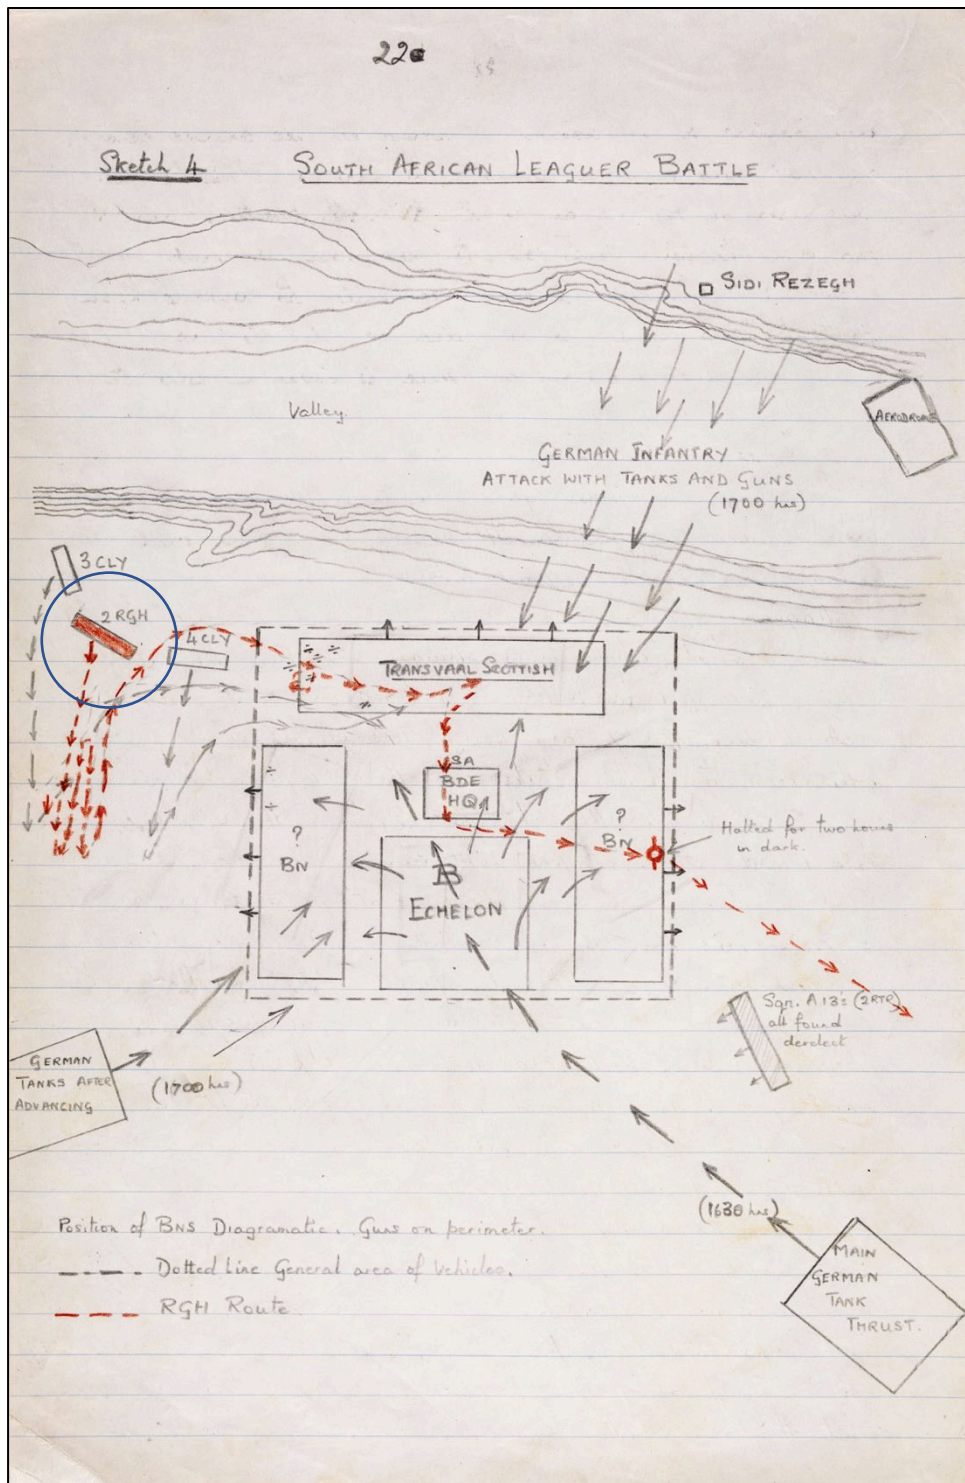 220
Sketch 4 SOUTH AFRICAN LEAGUER BATTLE
SIDI REZEGH
AERODROME
Valley.
GERMAN INFANTRY
ATTACK WITH TANKS AND GUNS
(1700 hrs)
3 CLY
2 RGH
4 CLY
TRANSVAAL SCOTTISH
SA
BDE
HQ
?
BN
?
BN
Halted for two hours
in dark.
B
ECHELON
Sqn. A 13's (2RTR)
all found
derelect
GERMAN
TANKS AFTER
ADVANCING
(1700 hrs)
(1630 hrs)
MAIN
GERMAN
TANK
THRUST.
Position of BNS Diagramatic. Guns on perimeter.
Dotted Line General area of Vehicles.
RGH Route.